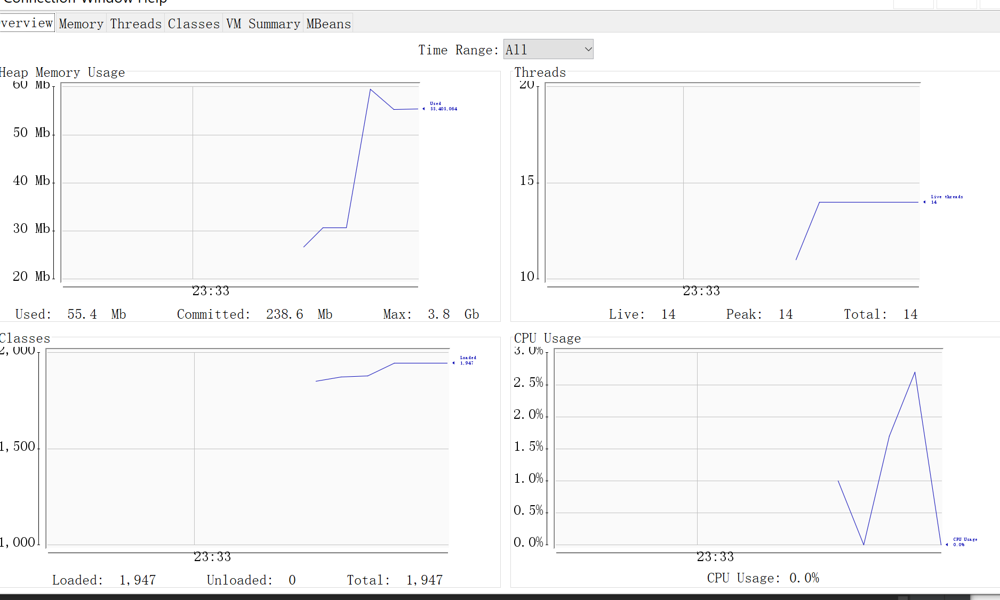 Connection Window Help
verview Memory Threads Classes VM Summary MBeans
Time Range: All
Heap Memory Usage
60 Mb
50 Mb
40 Mb
30 Mb
20 Mb
23:33
Used
55,405,064
Used: 55.4 Mb Committed: 238.6 Mb Max: 3.8 Gb
Threads
20
15
10
23:33
Live threads
14
Live: 14 Peak: 14 Total: 14
Classes
2,000
1,500
1,000
23:33
Loaded
1,947
Loaded: 1,947 Unloaded: 0 Total: 1,947
CPU Usage
3.0%
2.5%
2.0%
1.5%
1.0%
0.5%
0.0%
23:33
CPU Usage
0.0%
CPU Usage: 0.0%